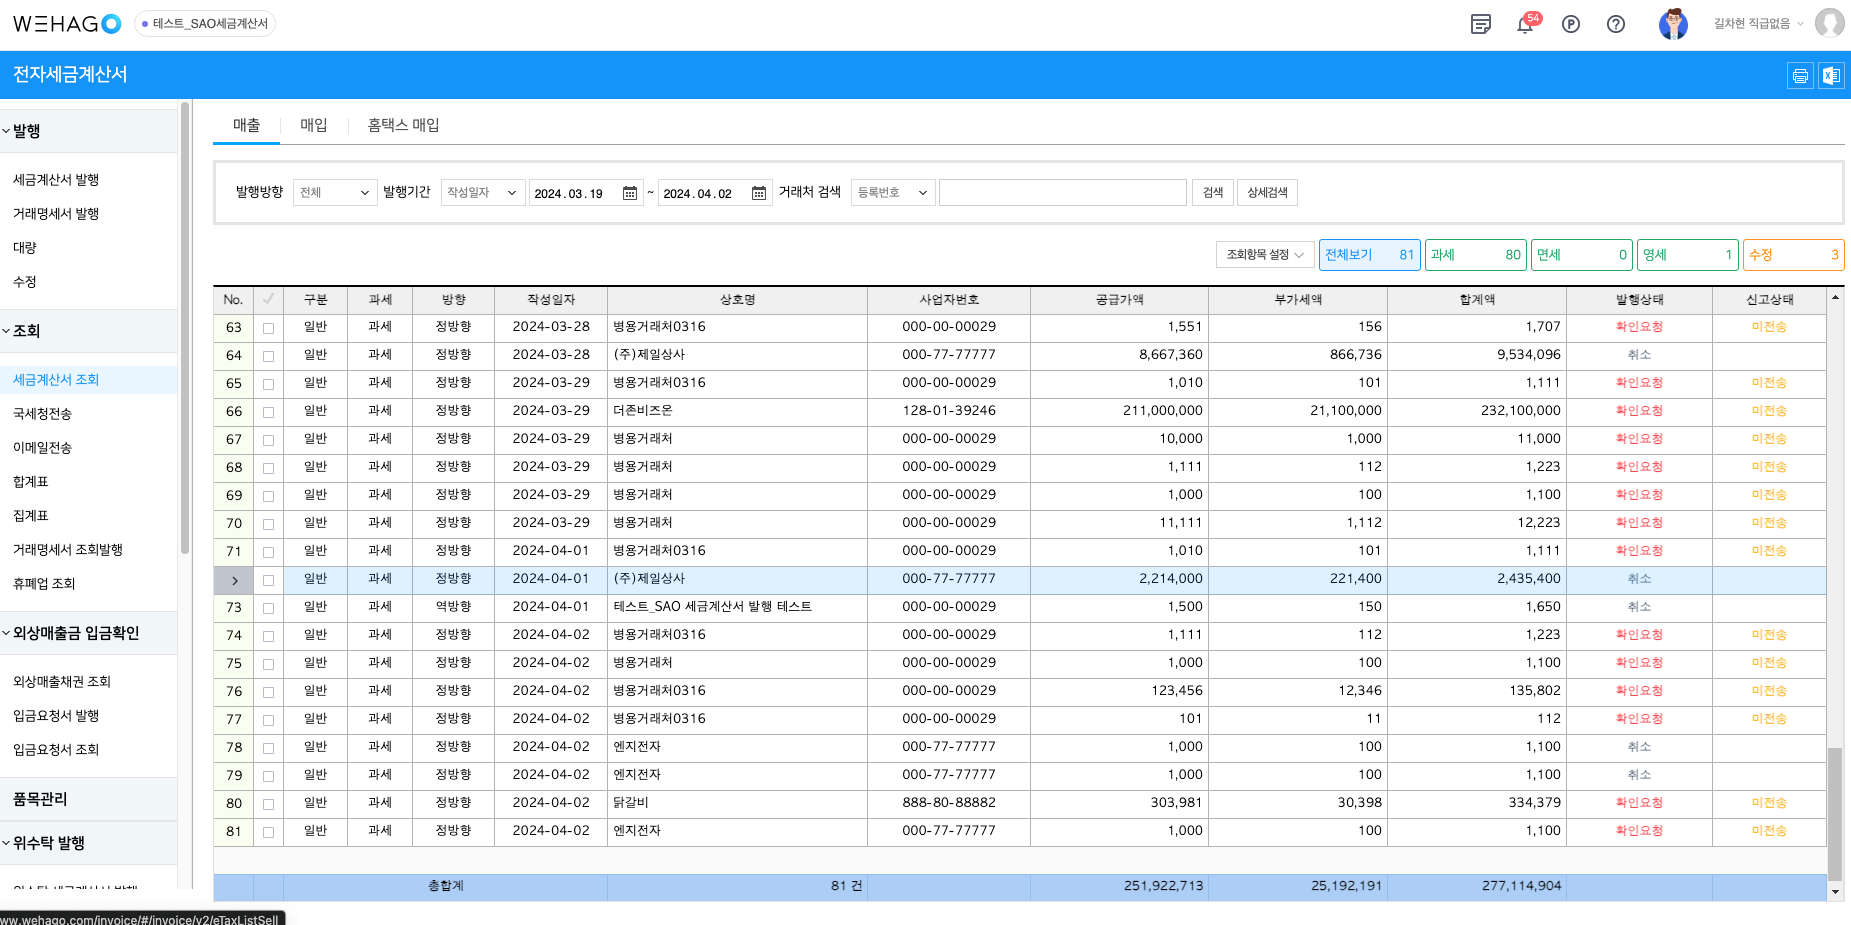 WEHAGO 테스트_SAO세금계산서 54 길차현 직급없음
전자세금계산서
발행
세금계산서 발행
거래명세서 발행
대량
수정
조회
세금계산서 조회
국세청전송
이메일전송
합계표
집계표
거래명세서 조회발행
휴폐업 조회
외상매출금 입금확인
외상매출채권 조회
입금요청서 발행
입금요청서 조회
품목관리
위수탁 발행
매출 매입 홈택스 매입
발행방향 전체 발행기간 작성일자 2024.03.19 ~ 2024.04.02 거래처 검색 등록번호 검색 상세검색
조회항목 설정 전체보기 81 과세 80 면세 0 영세 1 수정 3
No. 구분 과세 방향 작성일자 상호명 사업자번호 공급가액 부가세액 합계액 발행상태 신고상태
63 일반 과세 정방향 2024-03-28 병용거래처0316 000-00-00029 1,551 156 1,707 확인요청 미전송
64 일반 과세 정방향 2024-03-28 (주)제일상사 000-77-77777 8,667,360 866,736 9,534,096 취소
65 일반 과세 정방향 2024-03-29 병용거래처0316 000-00-00029 1,010 101 1,111 확인요청 미전송
66 일반 과세 정방향 2024-03-29 더존비즈온 128-01-39246 211,000,000 21,100,000 232,100,000 확인요청 미전송
67 일반 과세 정방향 2024-03-29 병용거래처 000-00-00029 10,000 1,000 11,000 확인요청 미전송
68 일반 과세 정방향 2024-03-29 병용거래처 000-00-00029 1,111 112 1,223 확인요청 미전송
69 일반 과세 정방향 2024-03-29 병용거래처 000-00-00029 1,000 100 1,100 확인요청 미전송
70 일반 과세 정방향 2024-03-29 병용거래처 000-00-00029 11,111 1,112 12,223 확인요청 미전송
71 일반 과세 정방향 2024-04-01 병용거래처0316 000-00-00029 1,010 101 1,111 확인요청 미전송
일반 과세 정방향 2024-04-01 (주)제일상사 000-77-77777 2,214,000 221,400 2,435,400 취소
73 일반 과세 역방향 2024-04-01 테스트_SAO 세금계산서 발행 테스트 000-00-00029 1,500 150 1,650 취소
74 일반 과세 정방향 2024-04-02 병용거래처0316 000-00-00029 1,111 112 1,223 확인요청 미전송
75 일반 과세 정방향 2024-04-02 병용거래처 000-00-00029 1,000 100 1,100 확인요청 미전송
76 일반 과세 정방향 2024-04-02 병용거래처0316 000-00-00029 123,456 12,346 135,802 확인요청 미전송
77 일반 과세 정방향 2024-04-02 병용거래처0316 000-00-00029 101 11 112 확인요청 미전송
78 일반 과세 정방향 2024-04-02 엔지전자 000-77-77777 1,000 100 1,100 취소
79 일반 과세 정방향 2024-04-02 엔지전자 000-77-77777 1,000 100 1,100 취소
80 일반 과세 정방향 2024-04-02 닭갈비 888-80-88882 303,981 30,398 334,379 확인요청 미전송
81 일반 과세 정방향 2024-04-02 엔지전자 000-77-77777 1,000 100 1,100 확인요청 미전송
총합계 81 건 251,922,713 25,192,191 277,114,904
ww.wehago.com/invoice/#/invoice/v2/eTaxListSell